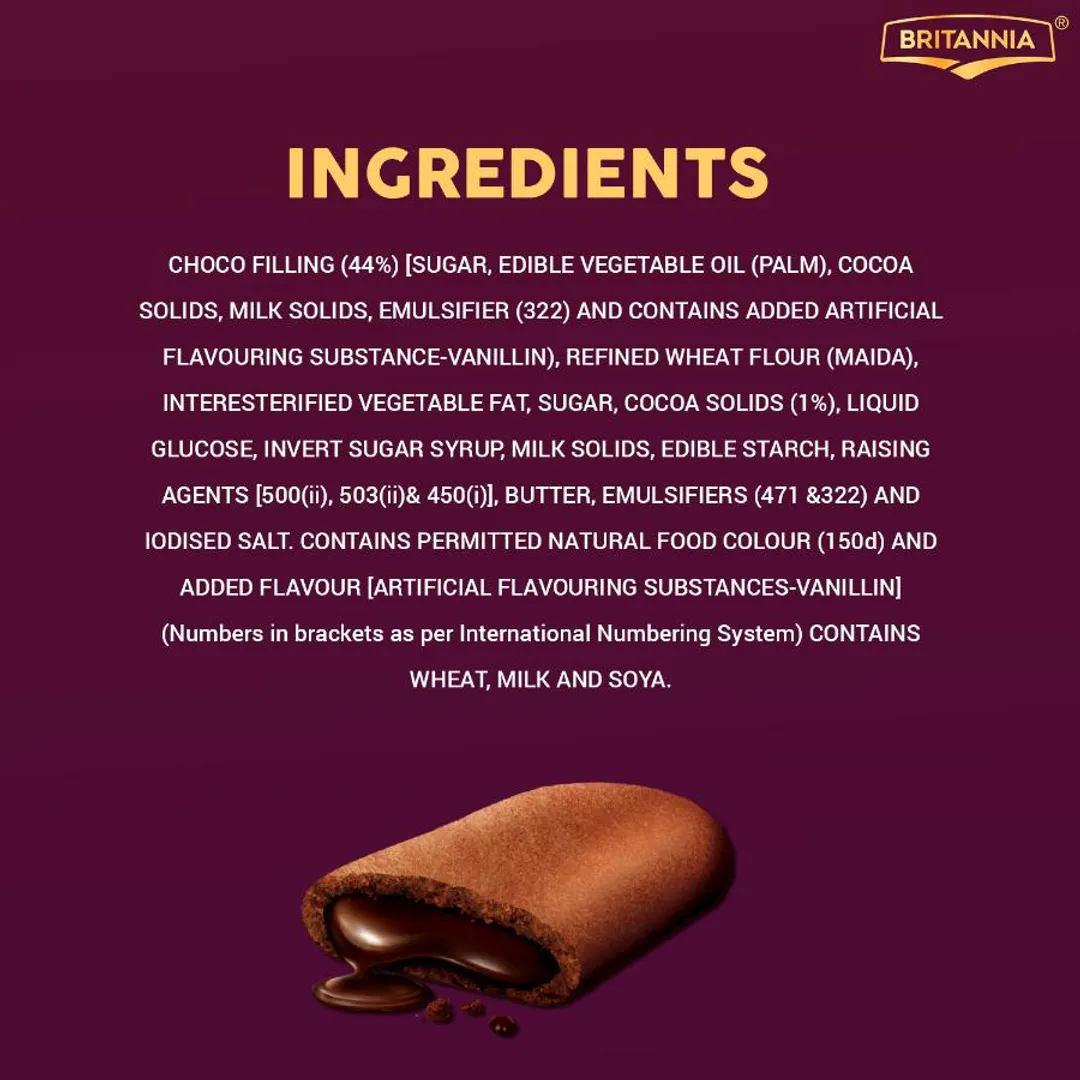 BRITANNIA®
INGREDIENTS
CHOCO FILLING (44%) [SUGAR, EDIBLE VEGETABLE OIL (PALM), COCOA
SOLIDS, MILK SOLIDS, EMULSIFIER (322) AND CONTAINS ADDED ARTIFICIAL
FLAVOURING SUBSTANCE-VANILLIN), REFINED WHEAT FLOUR (MAIDA),
INTERESTERIFIED VEGETABLE FAT, SUGAR, COCOA SOLIDS (1%), LIQUID
GLUCOSE, INVERT SUGAR SYRUP, MILK SOLIDS, EDIBLE STARCH, RAISING
AGENTS [500(ii), 503(ii)& 450(i)], BUTTER, EMULSIFIERS (471 &322) AND
IODISED SALT. CONTAINS PERMITTED NATURAL FOOD COLOUR (150d) AND
ADDED FLAVOUR [ARTIFICIAL FLAVOURING SUBSTANCES-VANILLIN]
(Numbers in brackets as per International Numbering System) CONTAINS
WHEAT, MILK AND SOYA.